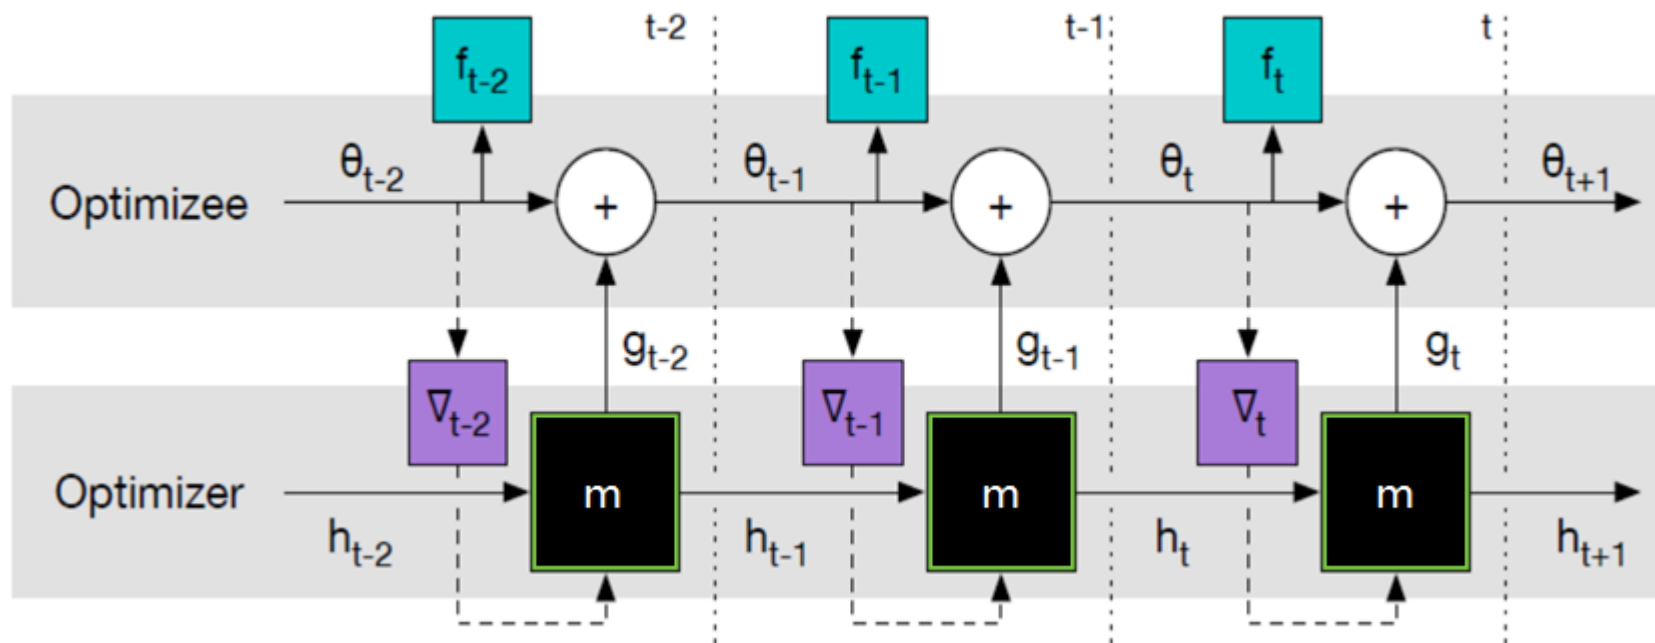 t-2 t-1 t
f_{t-2} f_{t-1} f_t
θ_{t-2} θ_{t-1} θ_t θ_{t+1}
Optimizee + + +
g_{t-2} g_{t-1} g_t
∇_{t-2} ∇_{t-1} ∇_t
Optimizer m m m
h_{t-2} h_{t-1} h_t h_{t+1}